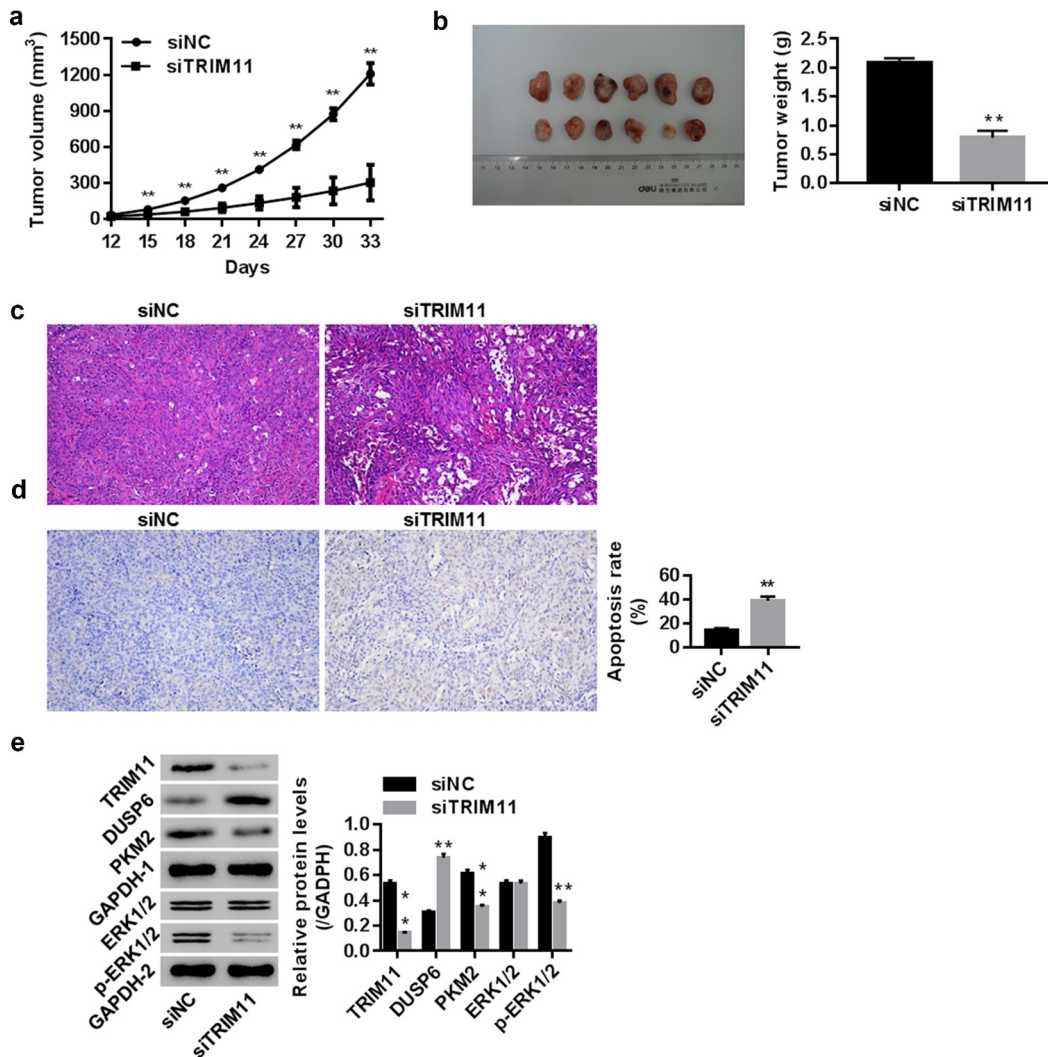 a
Tumor volume (mm³)
1500
1200
900
600
300
0
siNC
siTRIM11
**
**
**
**
**
**
**
12 15 18 21 24 27 30 33
Days
b
deli
Tumor weight (g)
2.5
2.0
1.5
1.0
0.5
0.0
**
siNC siTRIM11
c
siNC siTRIM11
d
siNC siTRIM11
Apoptosis rate
(%)
60
40
20
0
**
siNC
siTRIM11
e
TRIM11
DUSP6
PKM2
GAPDH-1
ERK1/2
p-ERK1/2
GAPDH-2
siNC
siTRIM11
Relative protein levels
(/GADPH)
siNC
siTRIM11
1.0
0.8
0.6
0.4
0.2
0.0
**
**
**
**
TRIM11
DUSP6
PKM2
ERK1/2
p-ERK1/2